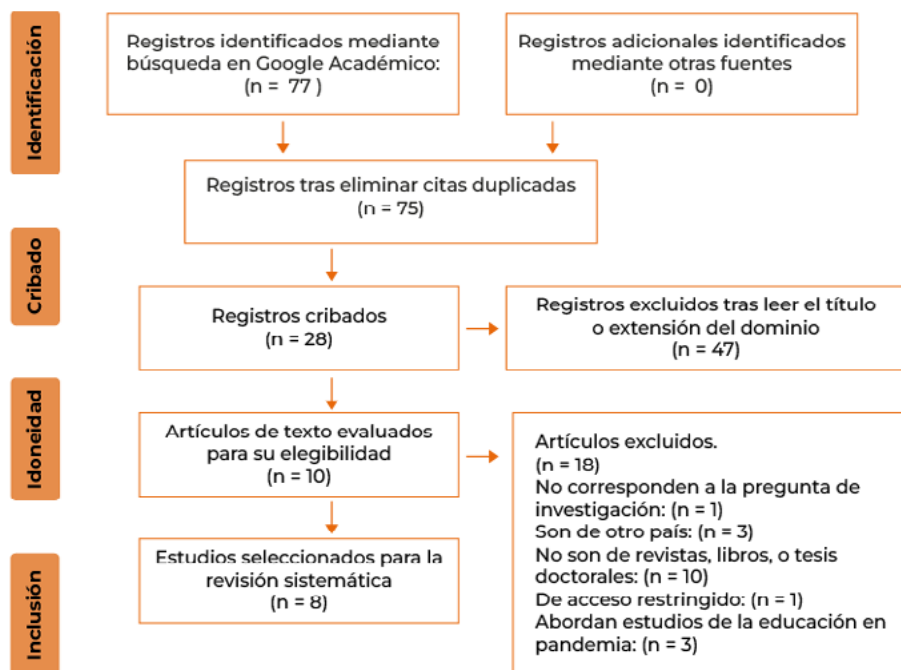 Identificación
Registros identificados mediante
búsqueda en Google Académico:
(n = 77 )
Registros adicionales identificados
mediante otras fuentes
(n = 0)
Registros tras eliminar citas duplicadas
(n = 75)
Cribado
Registros cribados
(n = 28)
Registros excluidos tras leer el título
o extensión del dominio
(n = 47)
Idoneidad
Artículos de texto evaluados
para su elegibilidad
(n = 10)
Artículos excluidos.
(n = 18)
No corresponden a la pregunta de
investigación: (n = 1)
Son de otro país: (n = 3)
No son de revistas, libros, o tesis
doctorales: (n = 10)
De acceso restringido: (n = 1)
Abordan estudios de la educación en
pandemia: (n = 3)
Inclusión
Estudios seleccionados para la
revisión sistemática
(n = 8)